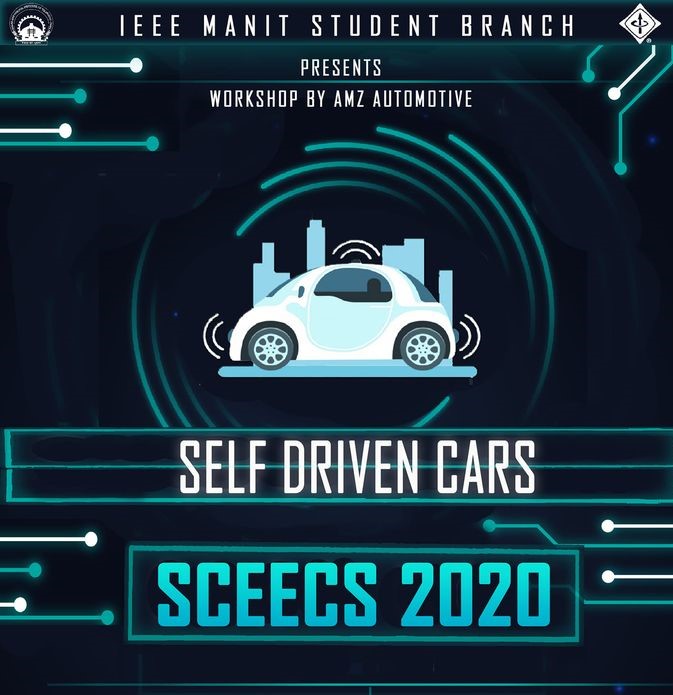 IEEE MANIT STUDENT BRANCH
PRESENTS
WORKSHOP BY AMZ AUTOMOTIVE
SELF DRIVEN CARS
SCEECS 2020